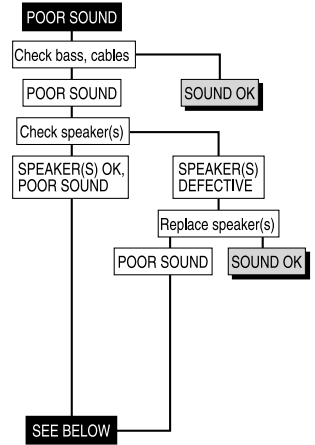 POOR SOUND
Check bass, cables
POOR SOUND
SOUND OK
Check speaker(s)
SPEAKER(S) OK,
POOR SOUND
SPEAKER(S)
DEFECTIVE
Replace speaker(s)
POOR SOUND
SOUND OK
SEE BELOW